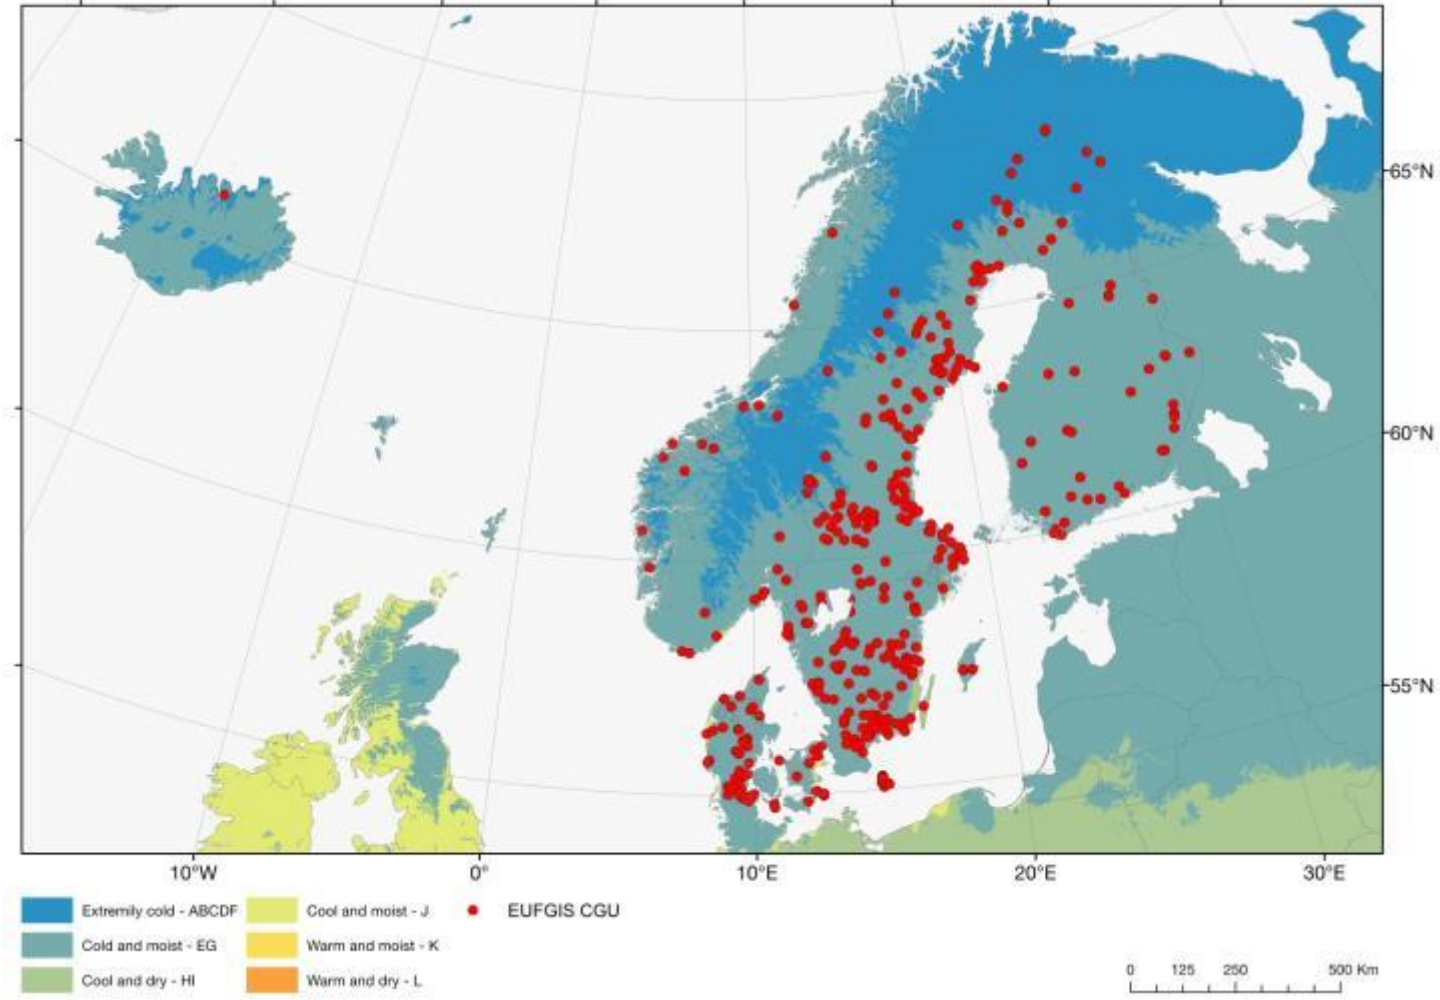 65°N
60°N
55°N
10°W 0° 10°E 20°E 30°E
Extremily cold - ABCDF Cool and moist - J EUFGIS CGU
Cold and moist - EG Warm and moist - K
Cool and dry - HI Warm and dry - L
0 125 250 500 Km